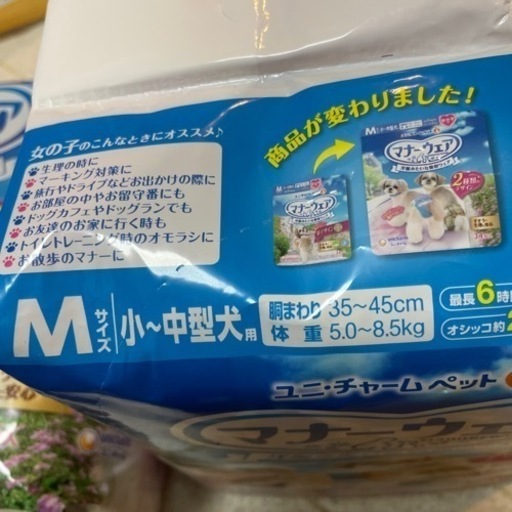 女の子のこんなときにオススメ♪
生理の時に
マーキング対策に
旅行やドライブなどお出かけの際に
お部屋の中やお留守番にも
ドッグカフェやドッグランでも
お友達のお家に行く時も
トイレトレーニング時のオモラシに
お散歩のマナーに
商品が変わりました!
M
マナーウェア
2種類の
デザイン
M
マナーウェア
Mサイズ 小~中型犬用
胴まわり 35~45cm
体重 5.0~8.5kg
最長6時間
オシッコ約2
ユニ・チャーム ペット
マナーウェ